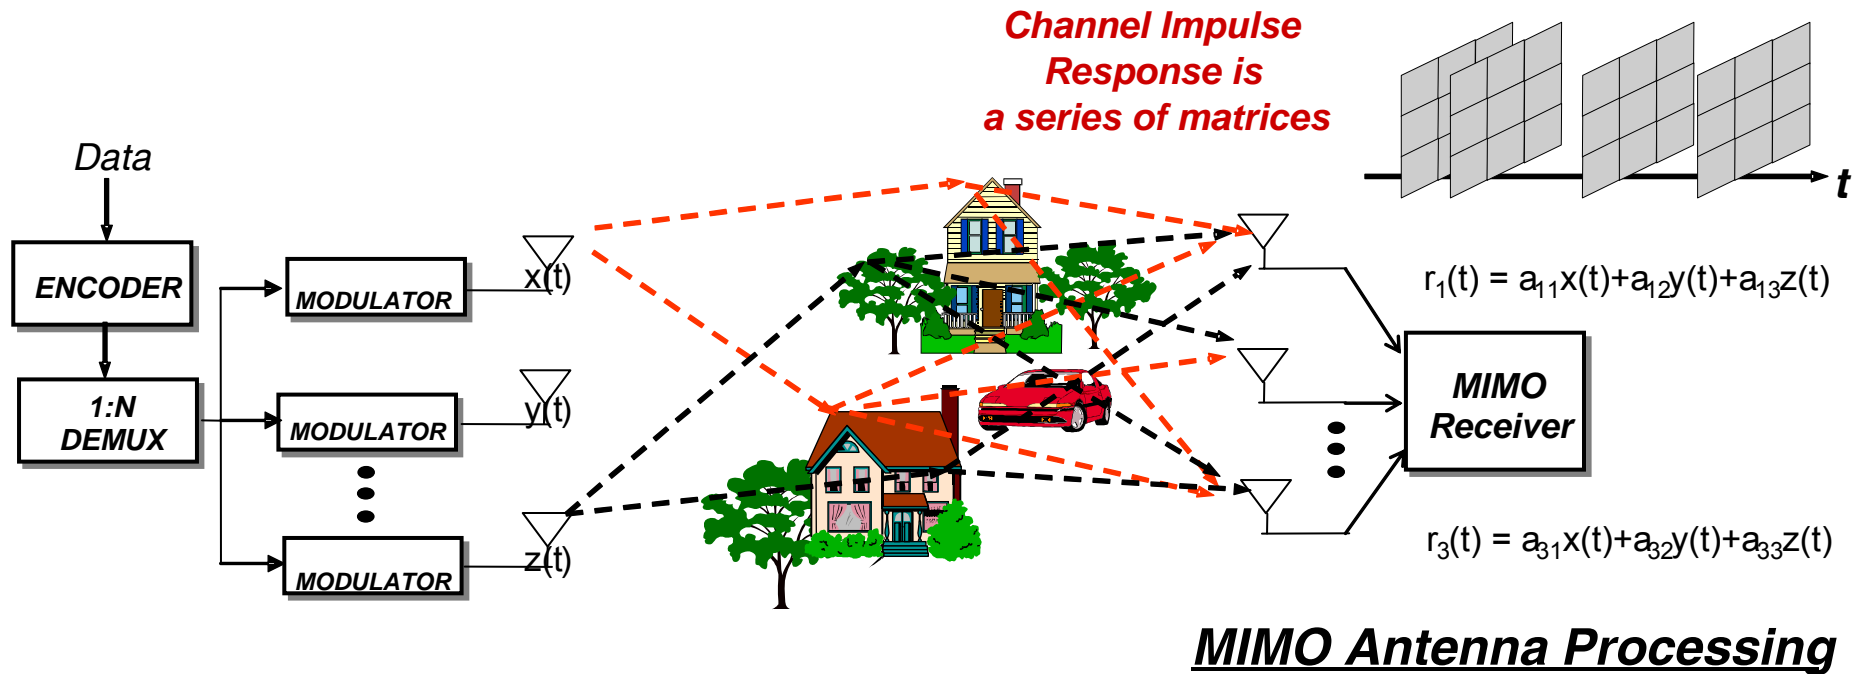 Channel Impulse
Response is
a series of matrices
t
Data
ENCODER
1:N
DEMUX
MODULATOR
x(t)
MODULATOR
y(t)
MODULATOR
z(t)
r₁(t) = a₁₁x(t)+a₁₂y(t)+a₁₃z(t)
MIMO
Receiver
r₃(t) = a₃₁x(t)+a₃₂y(t)+a₃₃z(t)
MIMO Antenna Processing